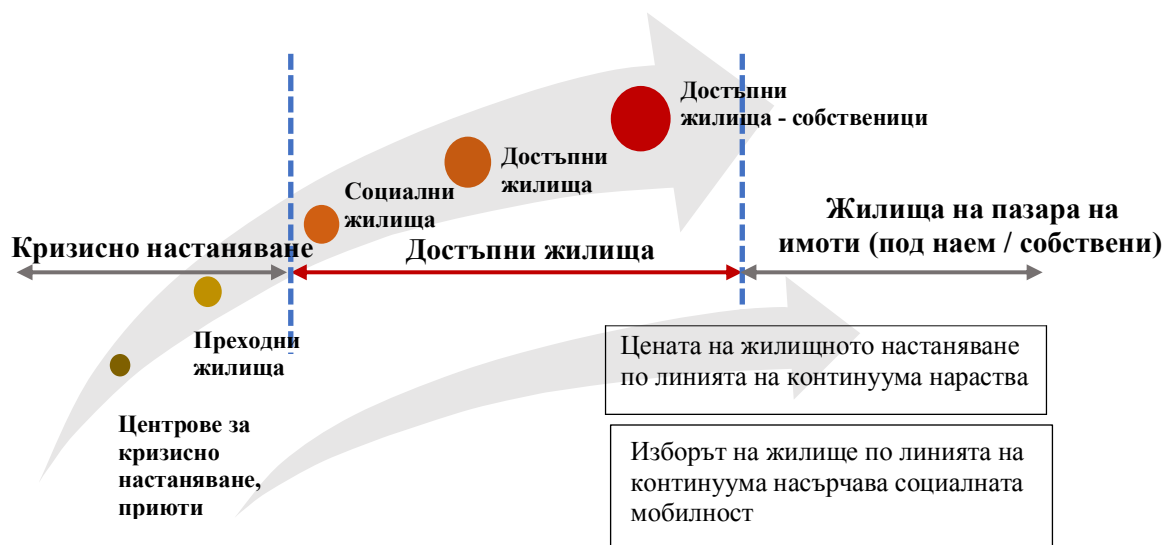 Достъпни
жилища - собственици
Достъпни
жилища
Социални
жилища
Кризисно настаняване
Достъпни жилища
Жилища на пазара на
имоти (под наем / собствени)
Преходни
жилища
Центрове за
кризисно
настаняване,
приюти
Цената на жилищното настаняване
по линията на континуума нараства
Изборът на жилище по линията на
континуума насърчава социалната
мобилност